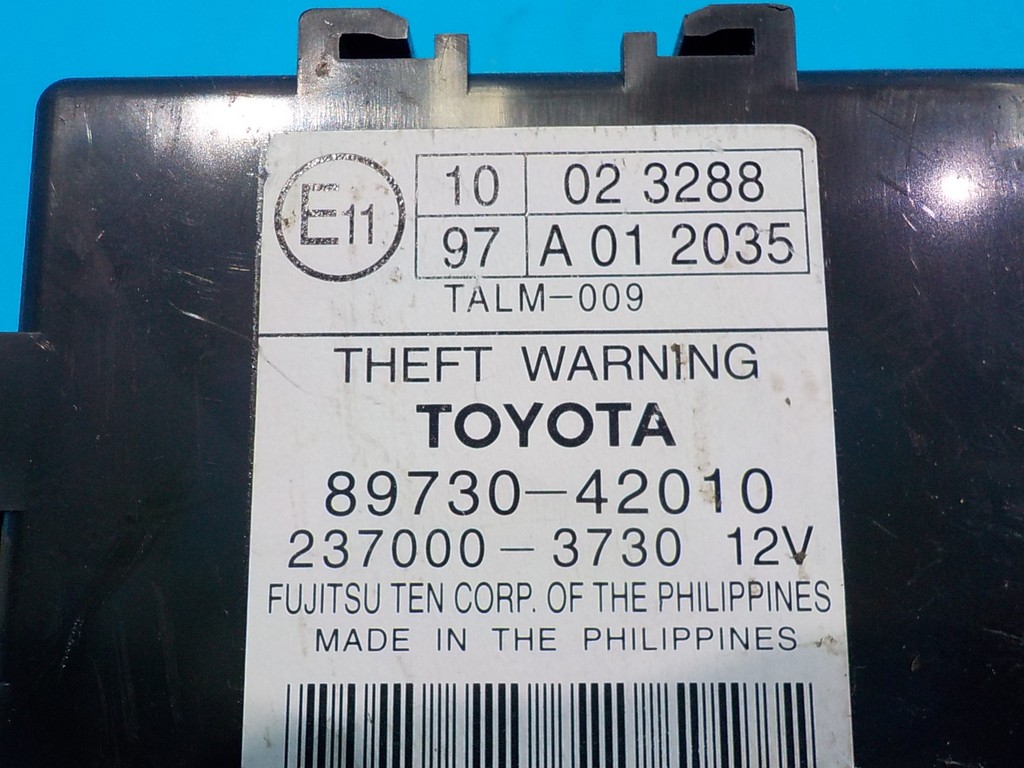 E11
10 02 3288
97 A 01 2035
TALM-009
THEFT WARNING
TOYOTA
89730-42010
237000-3730 12V
FUJITSU TEN CORP. OF THE PHILIPPINES
MADE IN THE PHILIPPINES